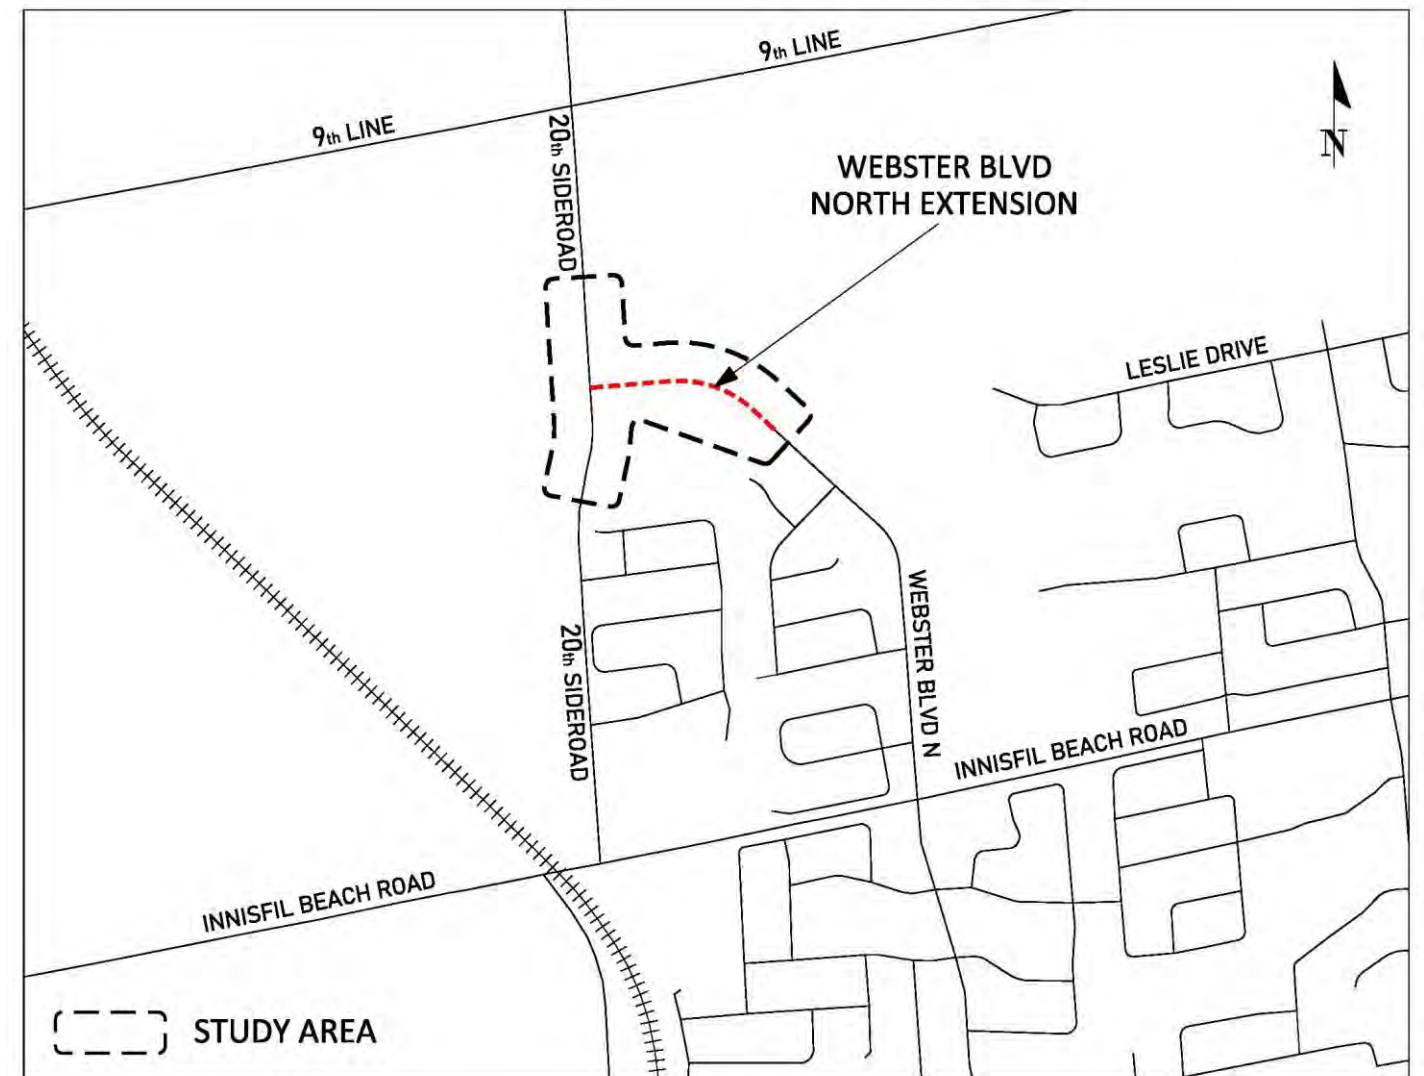 9th LINE
9th LINE
20th SIDEROAD
N
WEBSTER BLVD
NORTH EXTENSION
LESLIE DRIVE
20th SIDEROAD
WEBSTER BLVD N
INNISFIL BEACH ROAD
INNISFIL BEACH ROAD
STUDY AREA